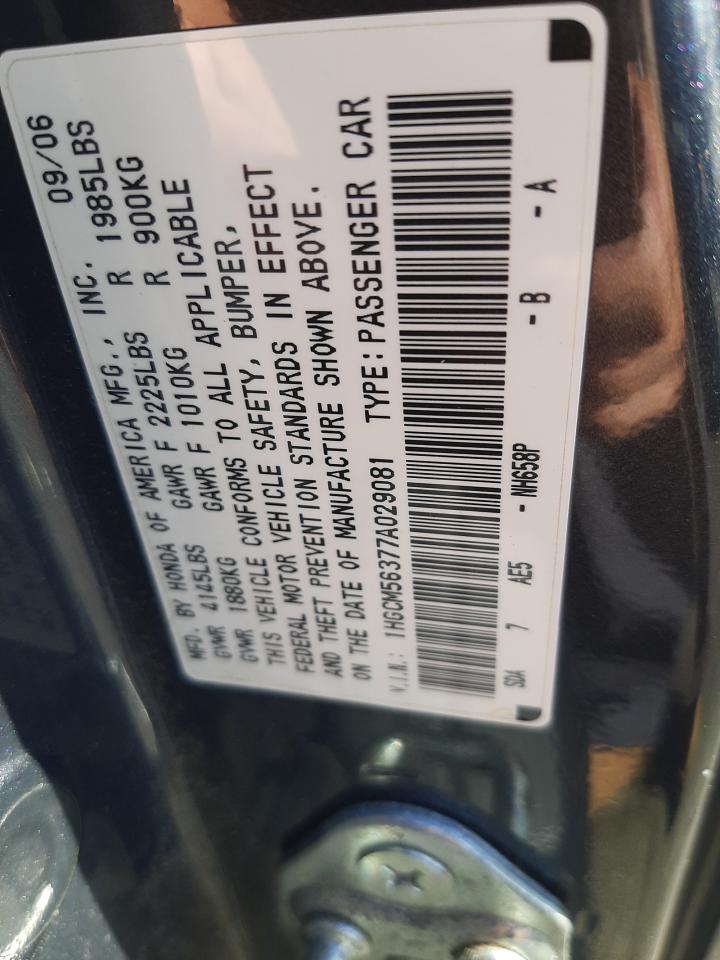 MFD. BY HONDA OF AMERICA MFG., INC. 09/06
GVWR 4145LBS GAWR F 2225LBS R 1985LBS
GVWR 1880KG GAWR F 1010KG R 900KG
THIS VEHICLE CONFORMS TO ALL APPLICABLE
FEDERAL MOTOR VEHICLE SAFETY, BUMPER,
AND THEFT PREVENTION STANDARDS IN EFFECT
ON THE DATE OF MANUFACTURE SHOWN ABOVE.
V.I.N.: 1HGCM56377A029081 TYPE:PASSENGER CAR
SDA 7 AE5 - NH658P - B - A